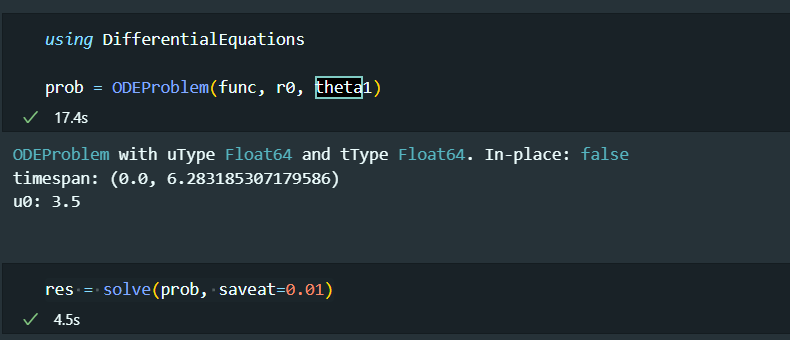 using DifferentialEquations
prob = ODEProblem(func, r0, theta1)
17.4s
ODEProblem with uType Float64 and tType Float64. In-place: false
timespan: (0.0, 6.283185307179586)
u0: 3.5
res = solve(prob, saveat=0.01)
4.5s